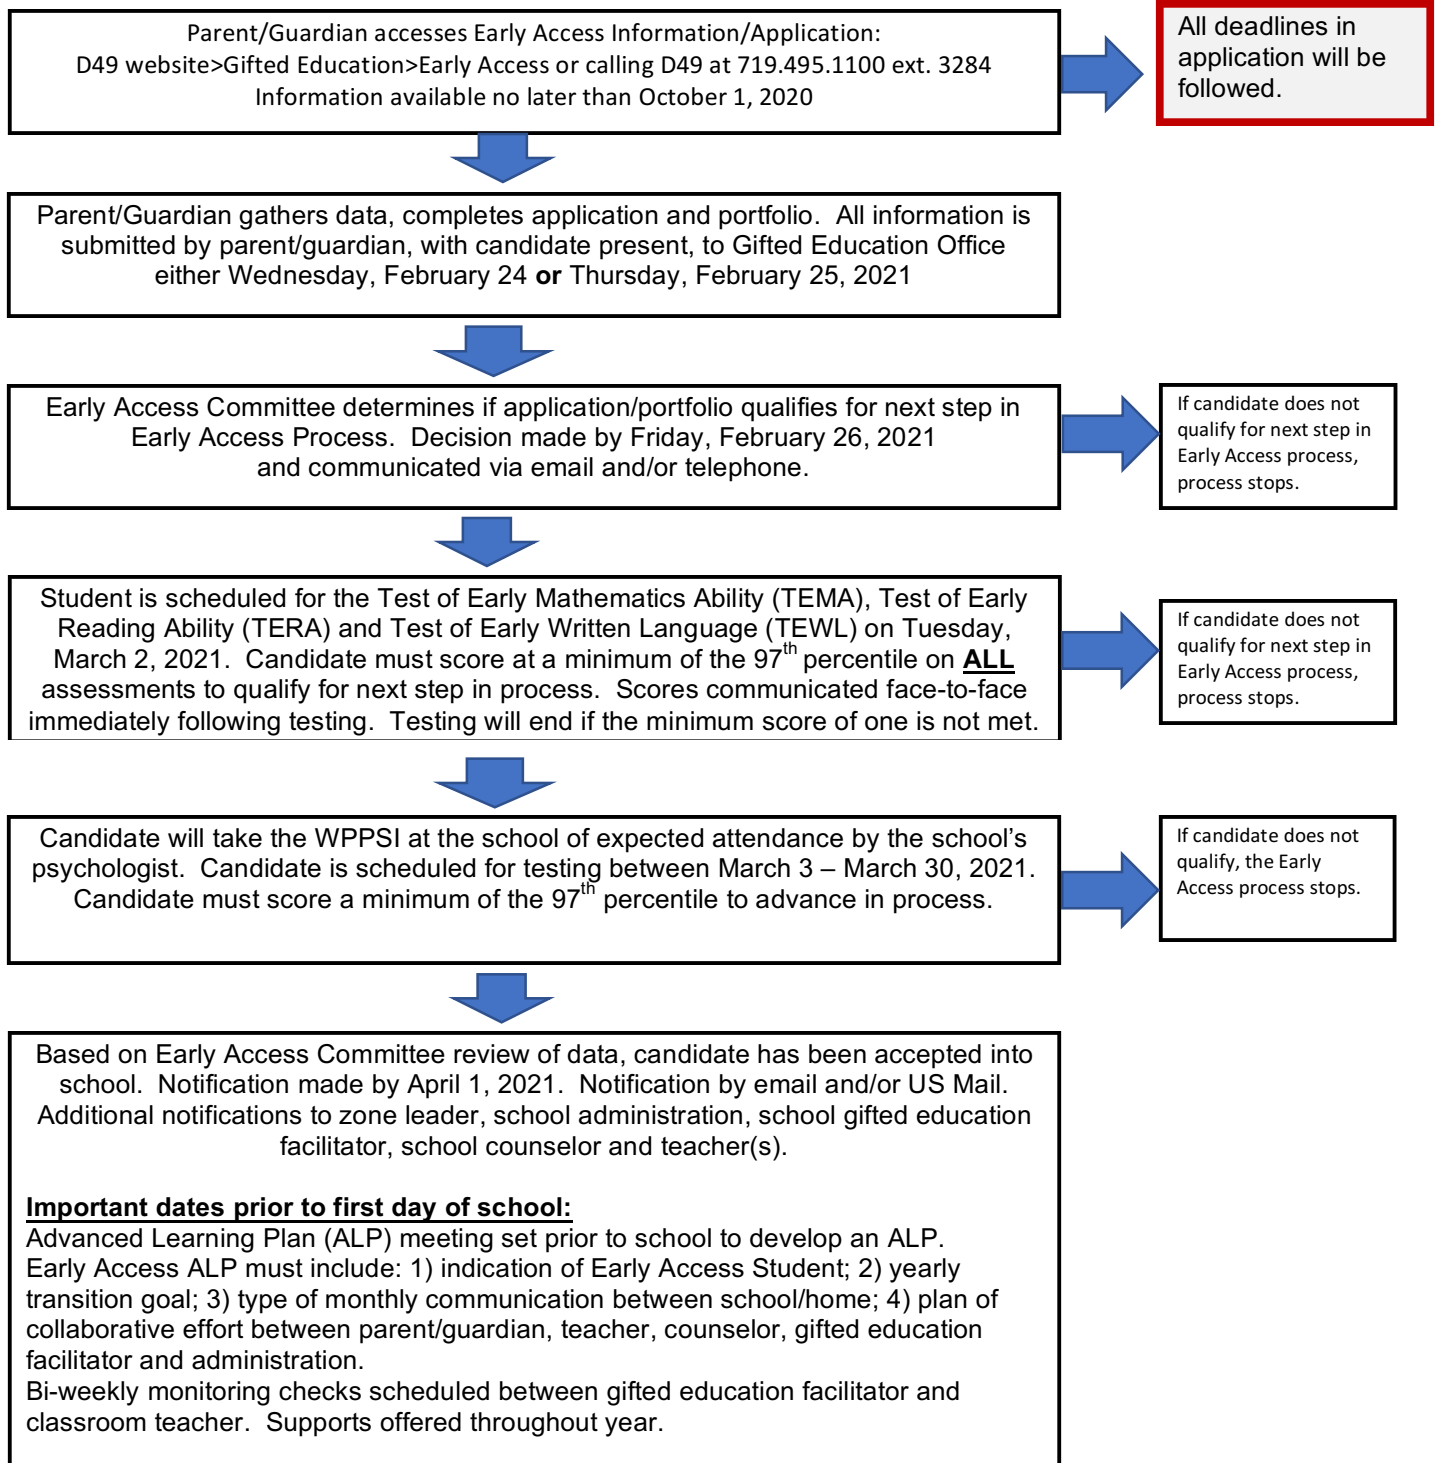 Parent/Guardian accesses Early Access Information/Application:
D49 website>Gifted Education>Early Access or calling D49 at 719.495.1100 ext. 3284
Information available no later than October 1, 2020
All deadlines in
application will be
followed.
Parent/Guardian gathers data, completes application and portfolio.  All information is
submitted by parent/guardian, with candidate present, to Gifted Education Office
either Wednesday, February 24 or Thursday, February 25, 2021
Early Access Committee determines if application/portfolio qualifies for next step in
Early Access Process.  Decision made by Friday, February 26, 2021
and communicated via email and/or telephone.
If candidate does not
qualify for next step in
Early Access process,
process stops.
Student is scheduled for the Test of Early Mathematics Ability (TEMA), Test of Early
Reading Ability (TERA) and Test of Early Written Language (TEWL) on Tuesday,
March 2, 2021.  Candidate must score at a minimum of the 97th percentile on ALL
assessments to qualify for next step in process.  Scores communicated face-to-face
immediately following testing.  Testing will end if the minimum score of one is not met.
If candidate does not
qualify for next step in
Early Access process,
process stops.
Candidate will take the WPPSI at the school of expected attendance by the school’s
psychologist.  Candidate is scheduled for testing between March 3 – March 30, 2021.
Candidate must score a minimum of the 97th percentile to advance in process.
If candidate does not
qualify, the Early
Access process stops.
Based on Early Access Committee review of data, candidate has been accepted into
school.  Notification made by April 1, 2021.  Notification by email and/or US Mail.
Additional notifications to zone leader, school administration, school gifted education
facilitator, school counselor and teacher(s).
Important dates prior to first day of school:
Advanced Learning Plan (ALP) meeting set prior to school to develop an ALP.
Early Access ALP must include: 1) indication of Early Access Student; 2) yearly
transition goal; 3) type of monthly communication between school/home; 4) plan of
collaborative effort between parent/guardian, teacher, counselor, gifted education
facilitator and administration.
Bi-weekly monitoring checks scheduled between gifted education facilitator and
classroom teacher.  Supports offered throughout year.